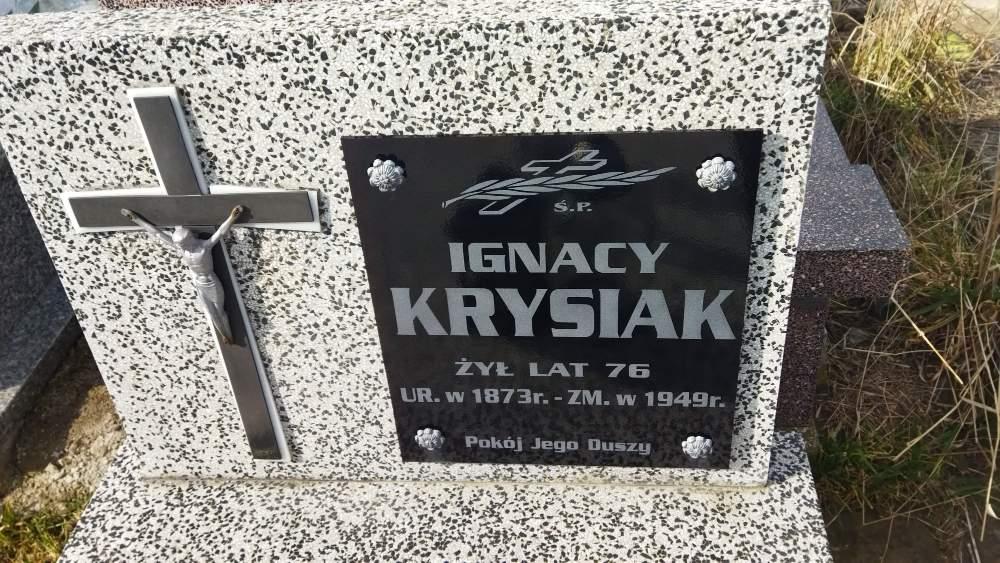 Ś.P.
IGNACY
KRYSIAK
ŻYŁ LAT 76
UR. w 1873r. - ZM. w 1949r.
Pokój Jego Duszy